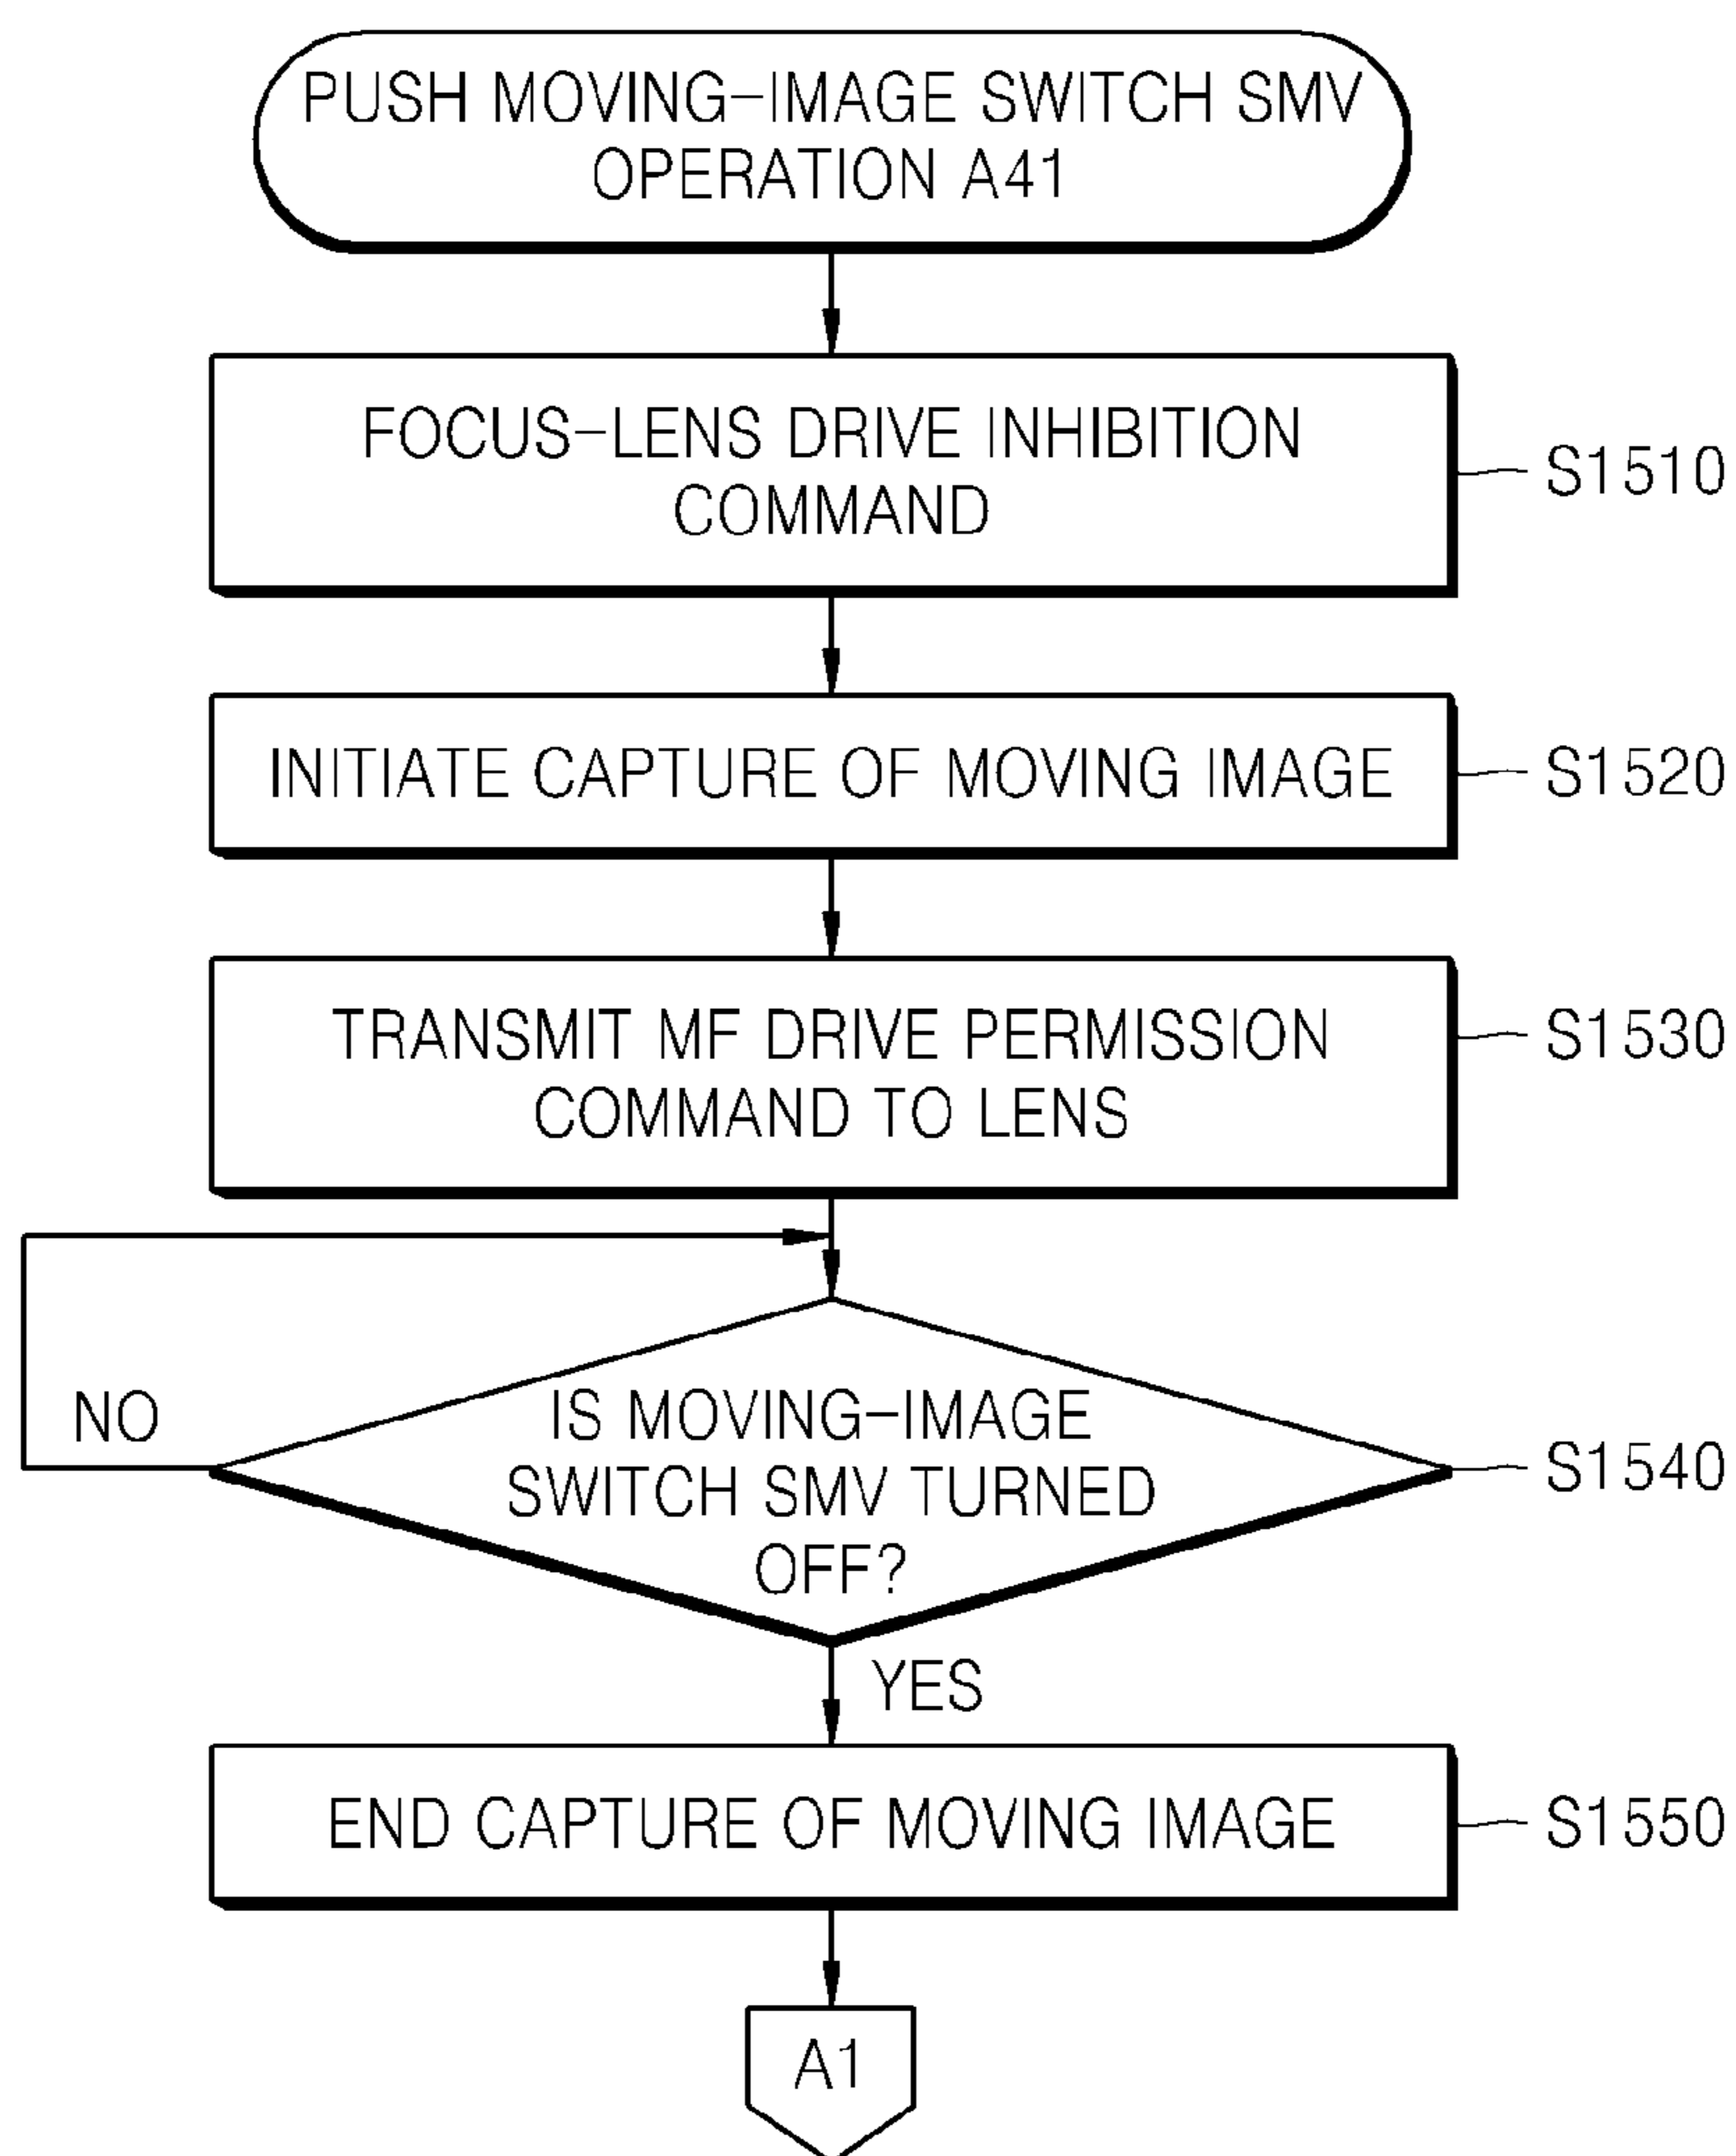 PUSH MOVING-IMAGE SWITCH SMV
OPERATION A41
FOCUS-LENS DRIVE INHIBITION
COMMAND
S1510
INITIATE CAPTURE OF MOVING IMAGE
S1520
TRANSMIT MF DRIVE PERMISSION
COMMAND TO LENS
S1530
NO
IS MOVING-IMAGE
SWITCH SMV TURNED
OFF?
S1540
YES
END CAPTURE OF MOVING IMAGE
S1550
A1